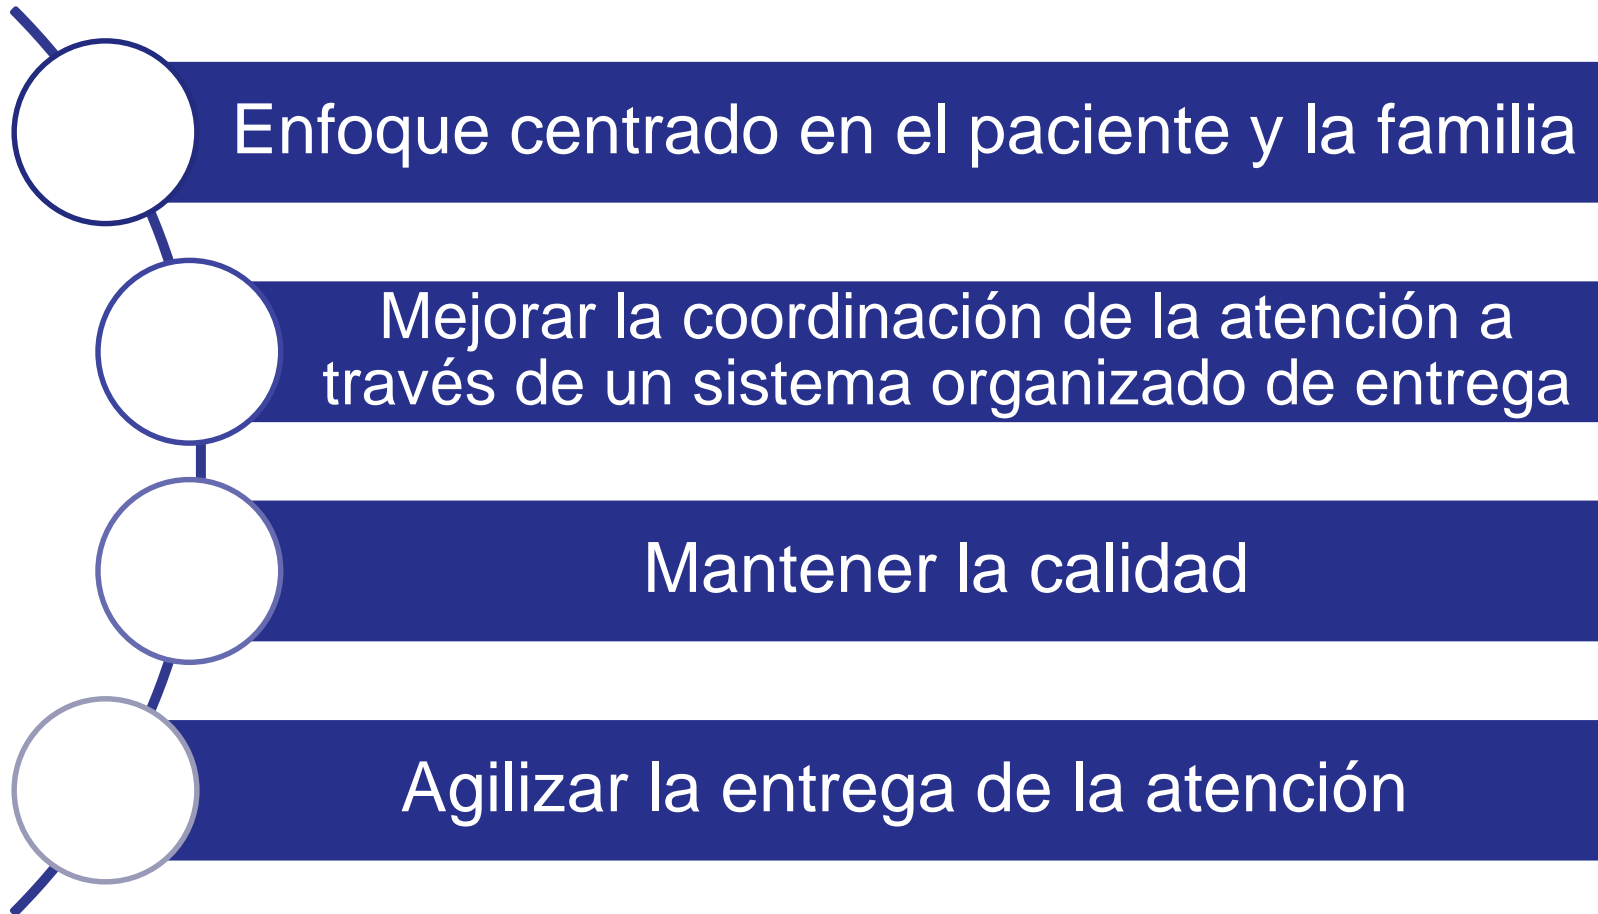 Enfoque centrado en el paciente y la familia
Mejorar la coordinación de la atención a
través de un sistema organizado de entrega
Mantener la calidad
Agilizar la entrega de la atención